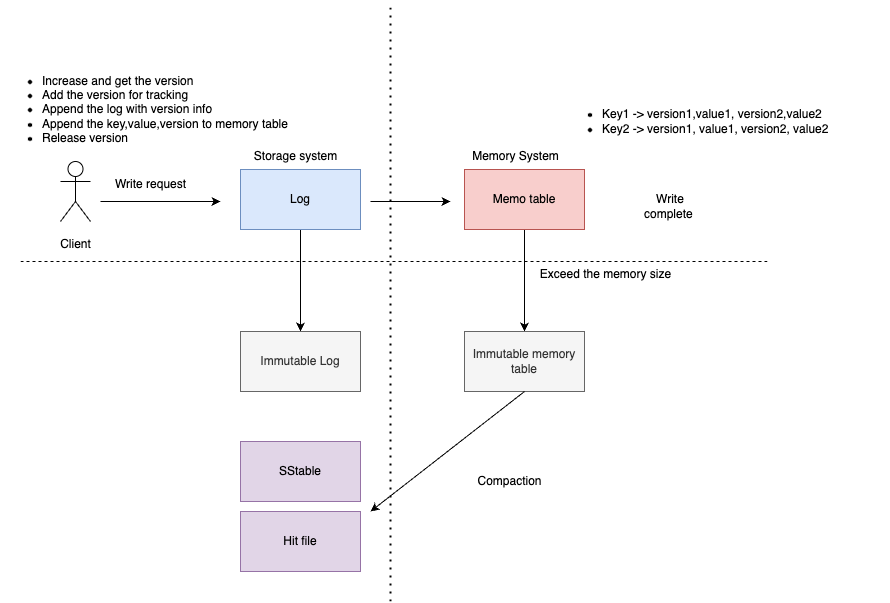 • Increase and get the version
• Add the version for tracking
• Append the log with version info
• Append the key,value,version to memory table
• Release version
• Key1 -> version1,value1, version2,value2
• Key2 -> version1, value1, version2, value2
Storage system
Memory System
Write request
Log
Memo table
Write
complete
Client
Exceed the memory size
Immutable Log
Immutable memory
table
SStable
Compaction
Hit file